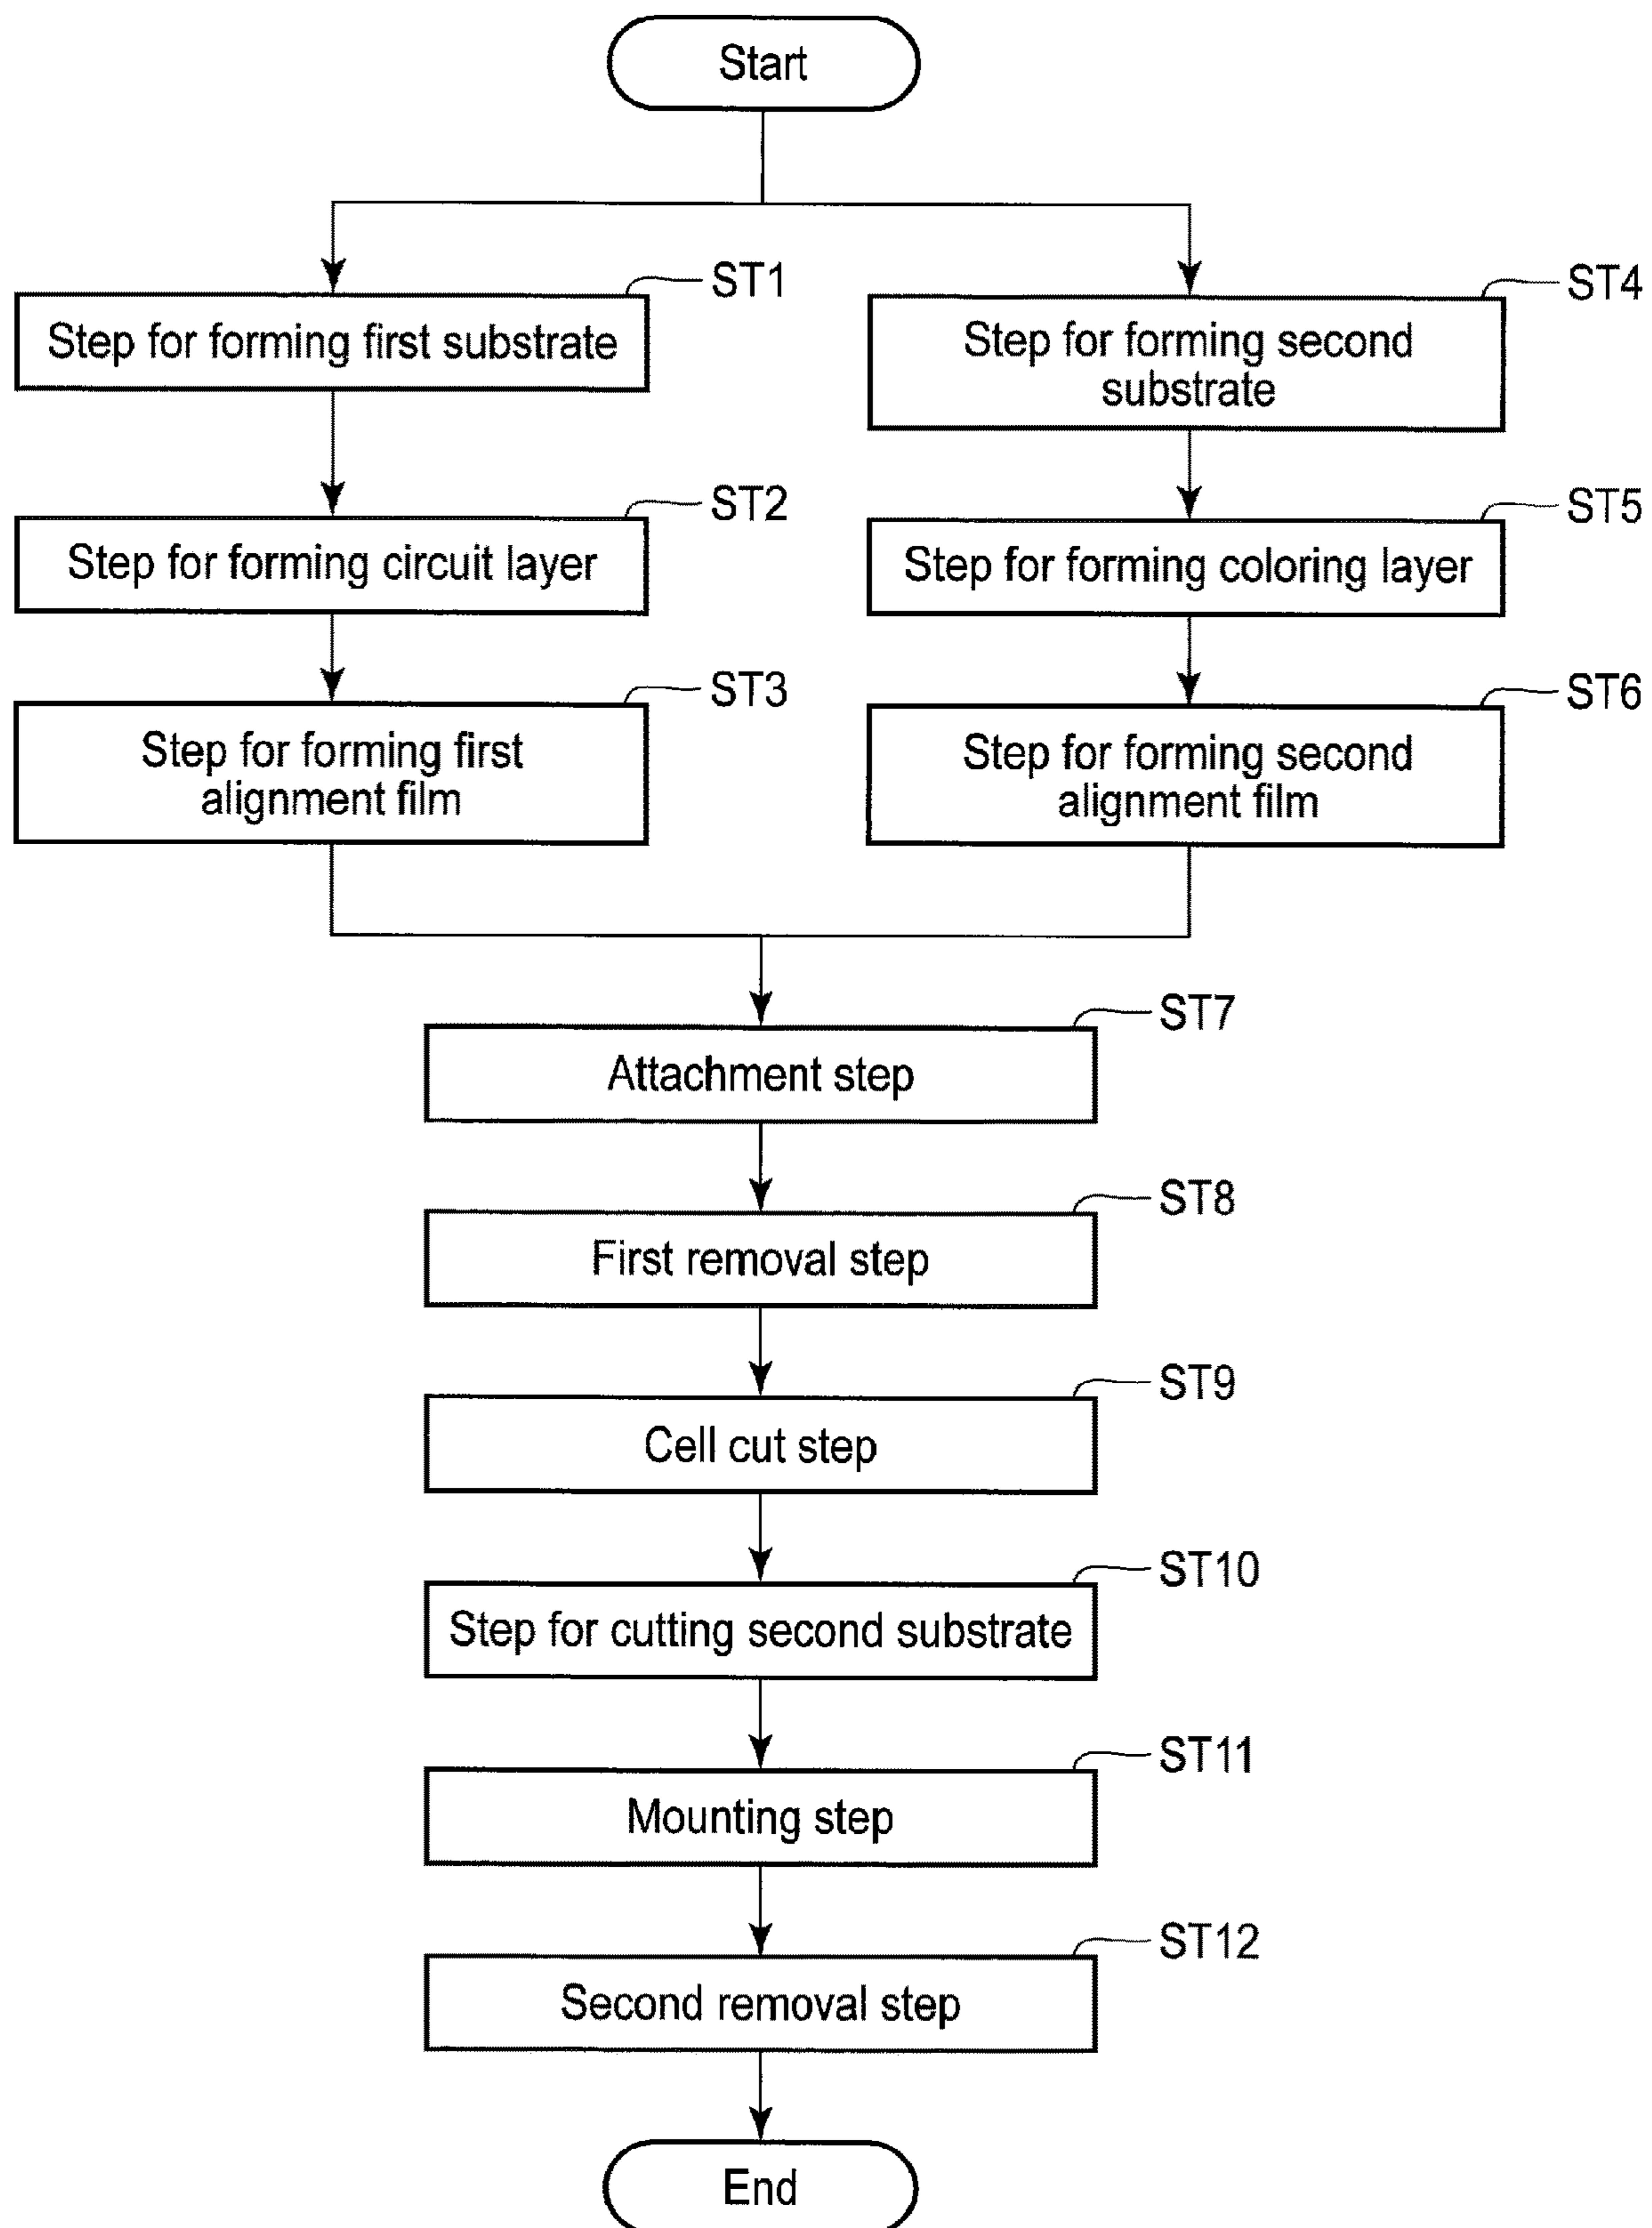 Start
ST1
Step for forming first substrate
ST4
Step for forming second
substrate
ST2
Step for forming circuit layer
ST5
Step for forming coloring layer
ST3
Step for forming first
alignment film
ST6
Step for forming second
alignment film
ST7
Attachment step
ST8
First removal step
ST9
Cell cut step
ST10
Step for cutting second substrate
ST11
Mounting step
ST12
Second removal step
End